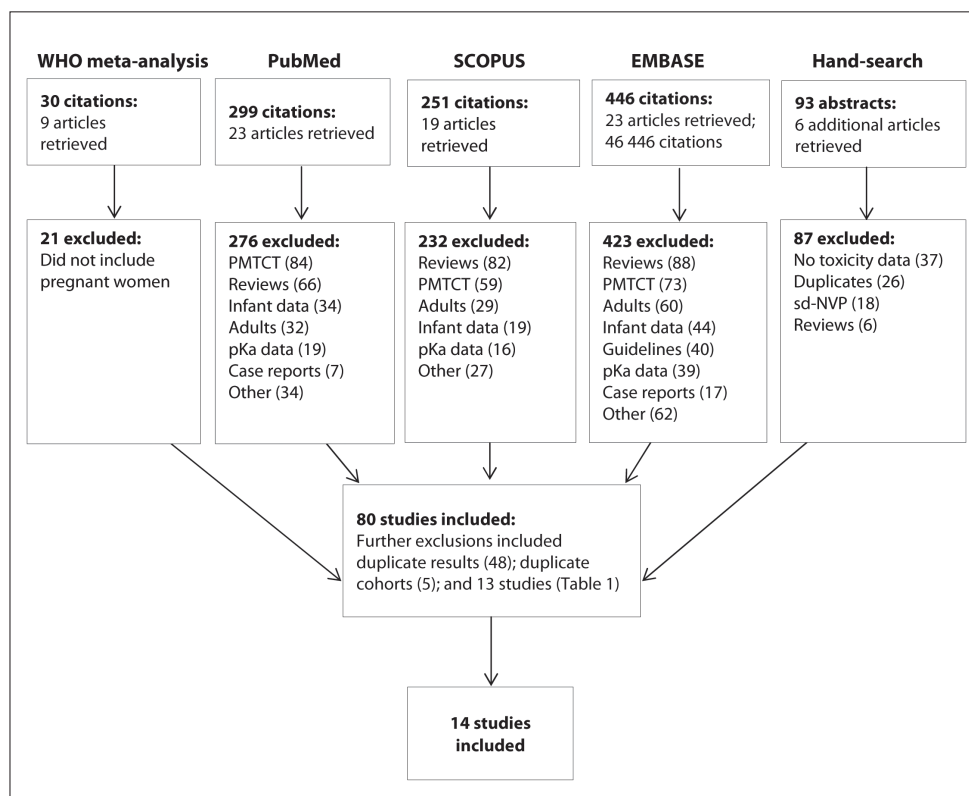 WHO meta-analysis
30 citations:
9 articles
retrieved
21 excluded:
Did not include
pregnant women
PubMed
299 citations:
23 articles retrieved
276 excluded:
PMTCT (84)
Reviews (66)
Infant data (34)
Adults (32)
pKa data (19)
Case reports (7)
Other (34)
SCOPUS
251 citations:
19 articles
retrieved
232 excluded:
Reviews (82)
PMTCT (59)
Adults (29)
Infant data (19)
pKa data (16)
Other (27)
EMBASE
446 citations:
23 articles retrieved;
46 446 citations
423 excluded:
Reviews (88)
PMTCT (73)
Adults (60)
Infant data (44)
Guidelines (40)
pKa data (39)
Case reports (17)
Other (62)
Hand-search
93 abstracts:
6 additional articles
retrieved
87 excluded:
No toxicity data (37)
Duplicates (26)
sd-NVP (18)
Reviews (6)
80 studies included:
Further exclusions included
duplicate results (48); duplicate
cohorts (5); and 13 studies (Table 1)
14 studies
included